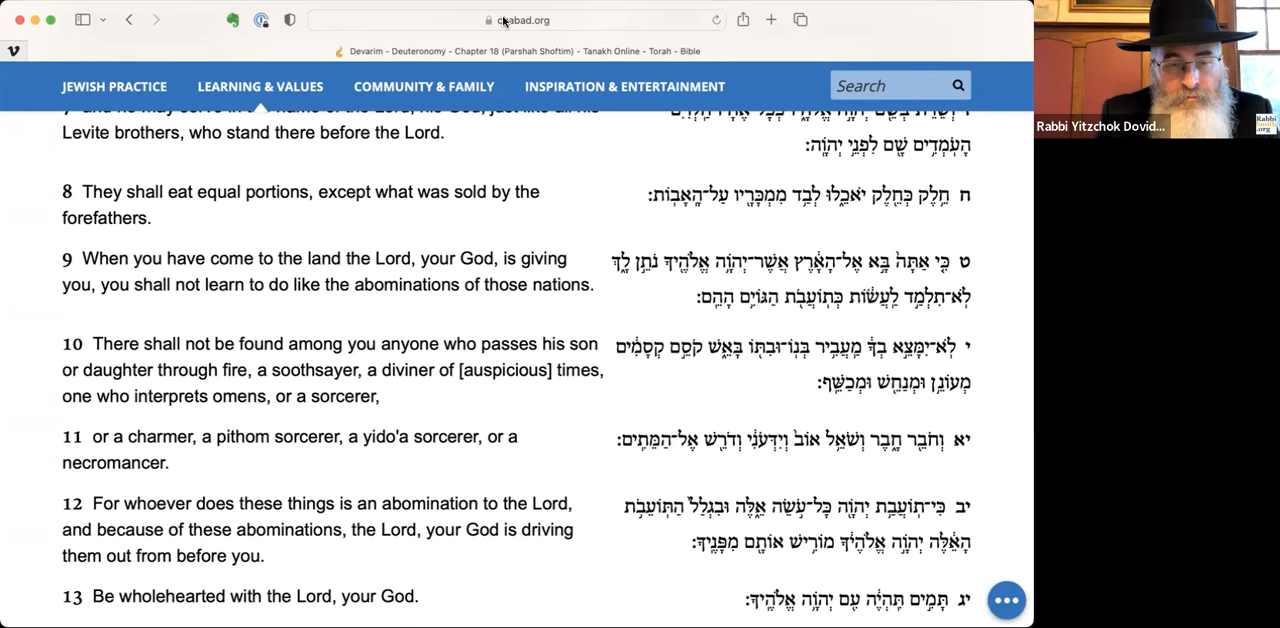 chabad.org
Devarim - Deuteronomy - Chapter 18 (Parshah Shoftim) - Tanakh Online - Torah - Bible
JEWISH PRACTICE LEARNING & VALUES COMMUNITY & FAMILY INSPIRATION & ENTERTAINMENT Search
Rabbi Yitzchok Dovid...
Rabbi
.org
Levite brothers, who stand there before the Lord.
הָעֹֽמְדִ֥ים שָׁ֖ם לִפְנֵ֥י יְהֹוָֽה:
8 They shall eat equal portions, except what was sold by the
forefathers.
ח חֵ֥לֶק כְּחֵ֖לֶק יֹאכֵ֑לוּ לְבַ֥ד מִמְכָּרָ֖יו עַל־הָֽאָבֽוֹת:
9 When you have come to the land the Lord, your God, is giving
you, you shall not learn to do like the abominations of those nations.
ט כִּ֤י אַתָּה֙ בָּ֣א אֶל־הָאָ֔רֶץ אֲשֶׁר־יְהֹוָ֥ה אֱלֹהֶ֖יךָ נֹתֵ֣ן לָ֑ךְ
לֹֽא־תִלְמַ֣ד לַֽעֲשׂ֔וֹת כְּתֽוֹעֲבֹ֖ת הַגּוֹיִ֥ם הָהֵֽם:
10 There shall not be found among you anyone who passes his son
or daughter through fire, a soothsayer, a diviner of [auspicious] times,
one who interprets omens, or a sorcerer,
י לֹֽא־יִמָּצֵ֣א בְךָ֔ מַֽעֲבִ֥יר בְּנֽוֹ־וּבִתּ֖וֹ בָּאֵ֑שׁ קֹסֵ֣ם קְסָמִ֔ים
מְעוֹנֵ֥ן וּמְנַחֵ֖שׁ וּמְכַשֵּֽׁף:
11 or a charmer, a pithom sorcerer, a yido'a sorcerer, or a
necromancer.
יא וְחֹבֵ֖ר חָ֑בֶר וְשֹׁאֵ֥ל אוֹב֙ וְיִדְּעֹנִ֔י וְדֹרֵ֖שׁ אֶל־הַמֵּתִֽים:
12 For whoever does these things is an abomination to the Lord,
and because of these abominations, the Lord, your God is driving
them out from before you.
יב כִּי־תֽוֹעֲבַ֥ת יְהֹוָ֖ה כָּל־עֹ֣שֵׂה אֵ֑לֶּה וּבִגְלַל֙ הַתּֽוֹעֵבֹ֣ת
הָאֵ֔לֶּה יְהֹוָ֣ה אֱלֹהֶ֔יךָ מוֹרִ֥ישׁ אוֹתָ֖ם מִפָּנֶֽיךָ:
13 Be wholehearted with the Lord, your God.
יג תָּמִ֣ים תִּֽהְיֶ֔ה עִ֖ם יְהֹוָ֥ה אֱלֹהֶֽיךָ: